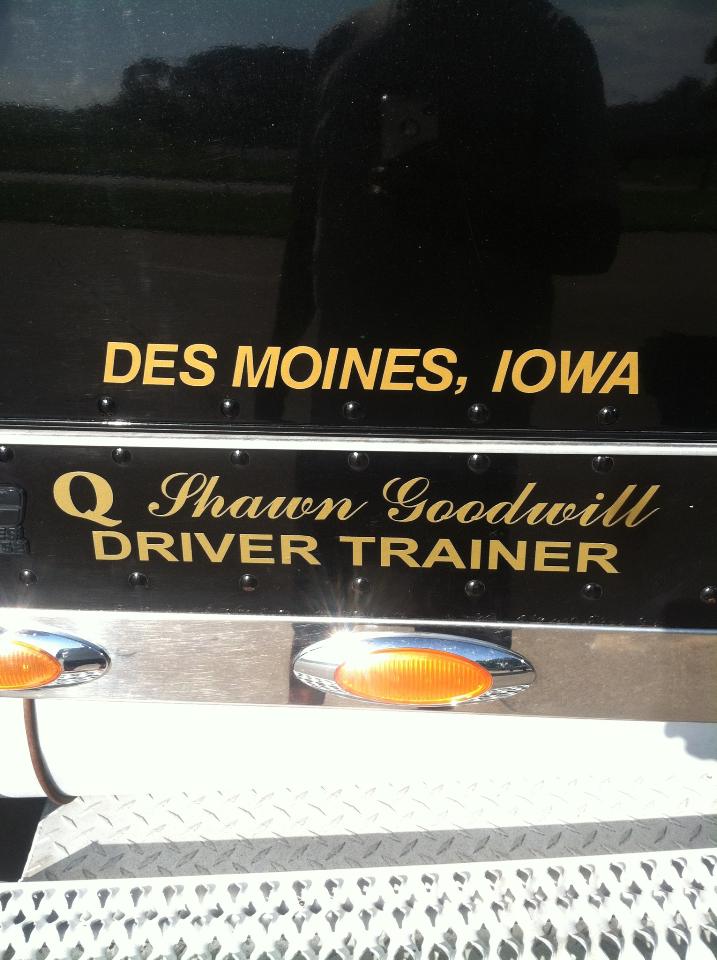 DES MOINES, IOWA
Q Shawn Goodwill
DRIVER TRAINER